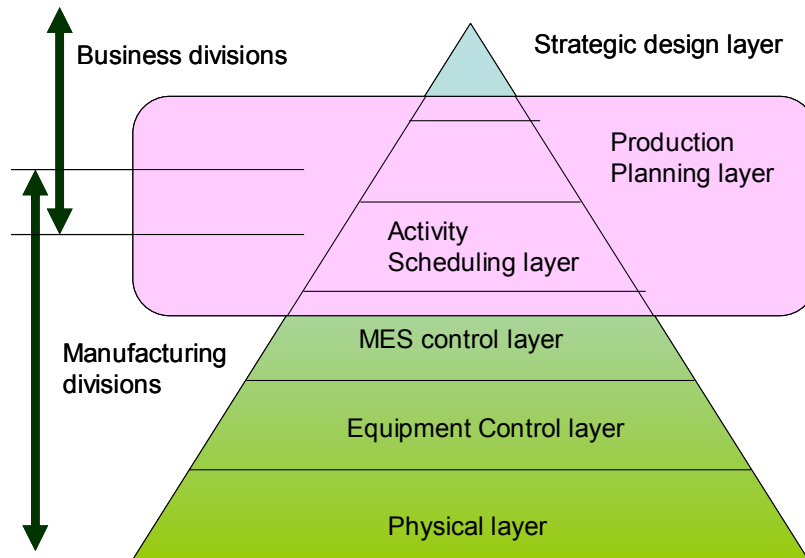 Strategic design layer
Business divisions
Production
Planning layer
Activity
Scheduling layer
MES control layer
Manufacturing
divisions
Equipment Control layer
Physical layer